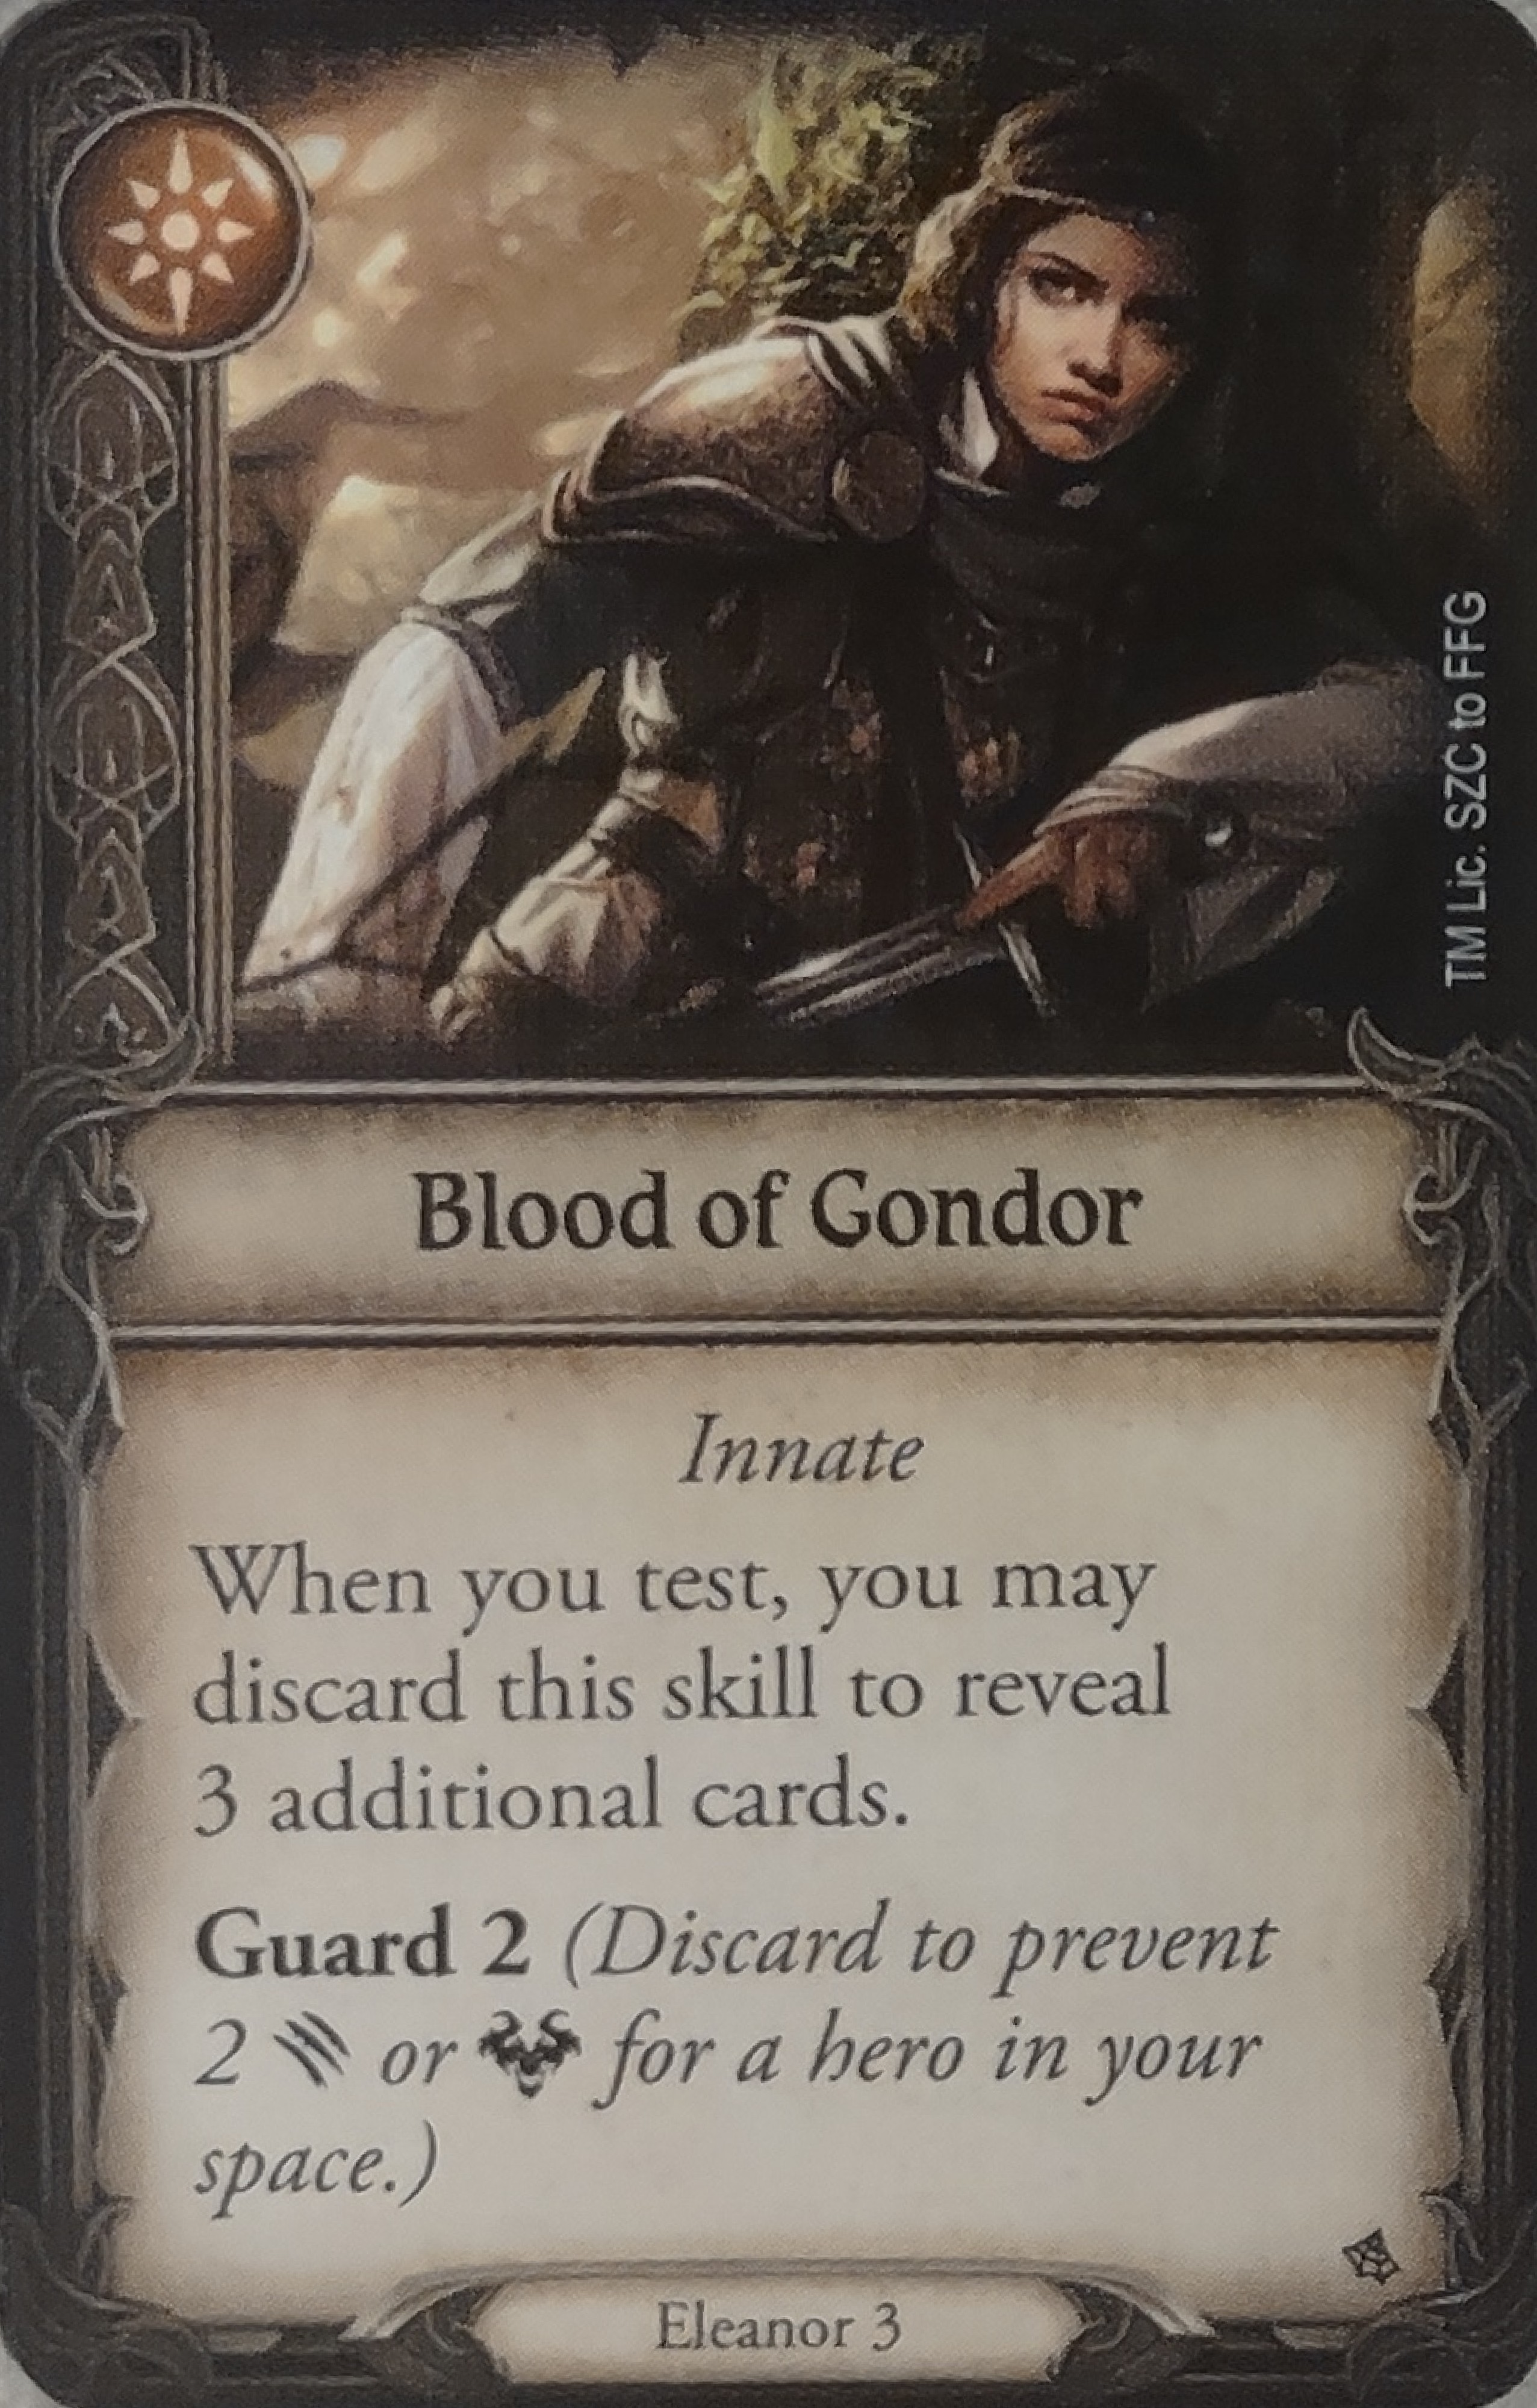 TM Lic. SZC to FFG
Blood of Gondor
Innate
When you test, you may
discard this skill to reveal
3 additional cards.
Guard 2 (Discard to prevent
2 or for a hero in your
space.)
Eleanor 3